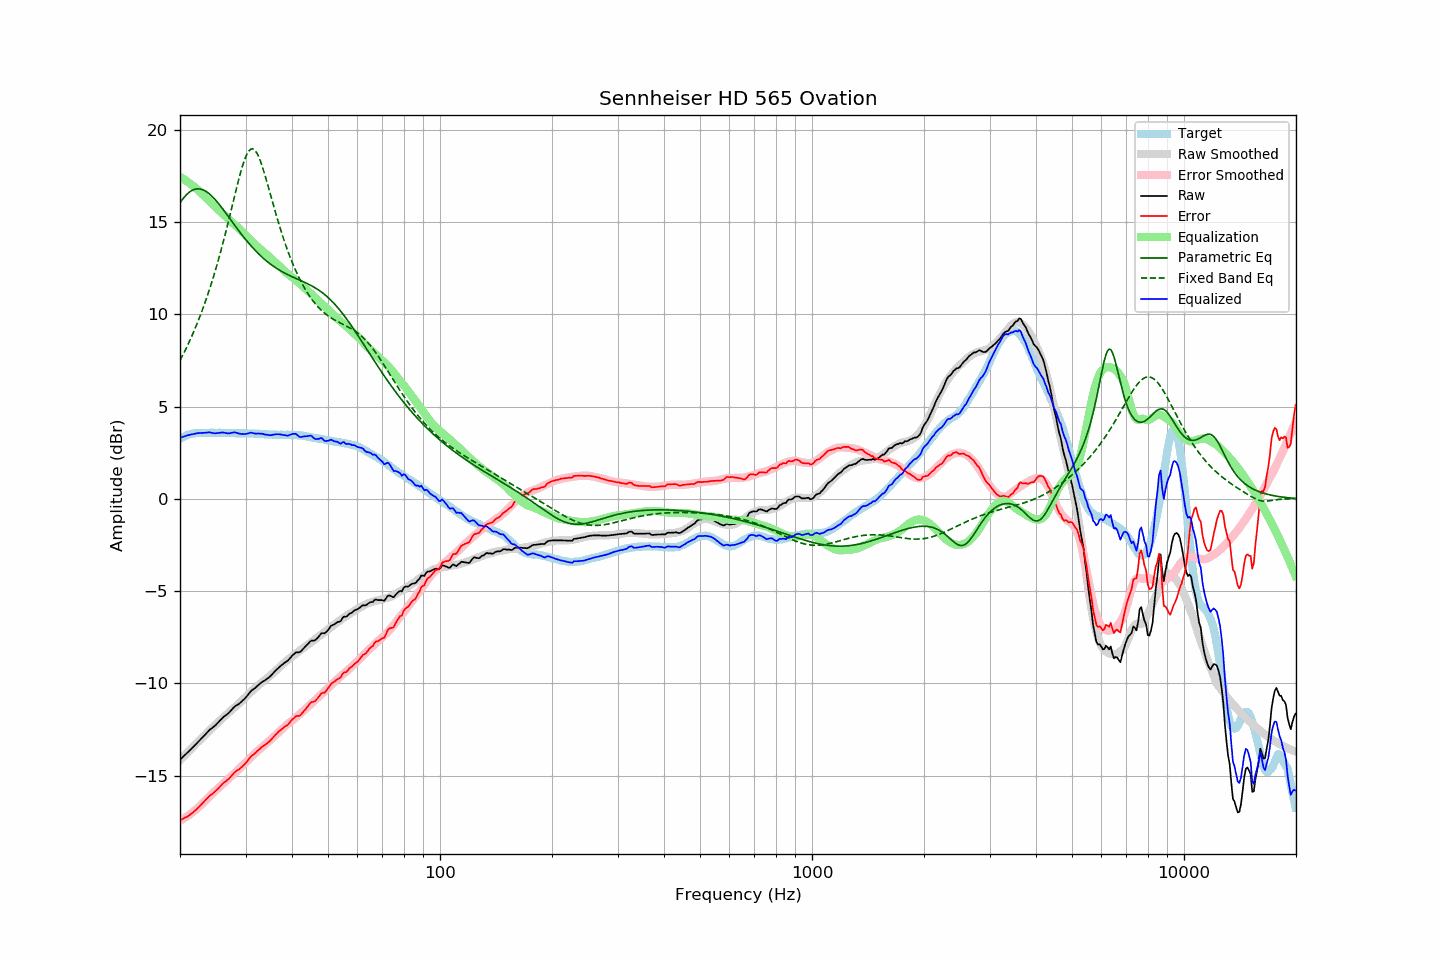 Sennheiser HD 565 Ovation
Target
Raw Smoothed
Error Smoothed
Raw
Error
Equalization
Parametric Eq
Fixed Band Eq
Equalized
20
15
10
5
0
−5
−10
−15
Amplitude (dBr)
100 1000 10000
Frequency (Hz)